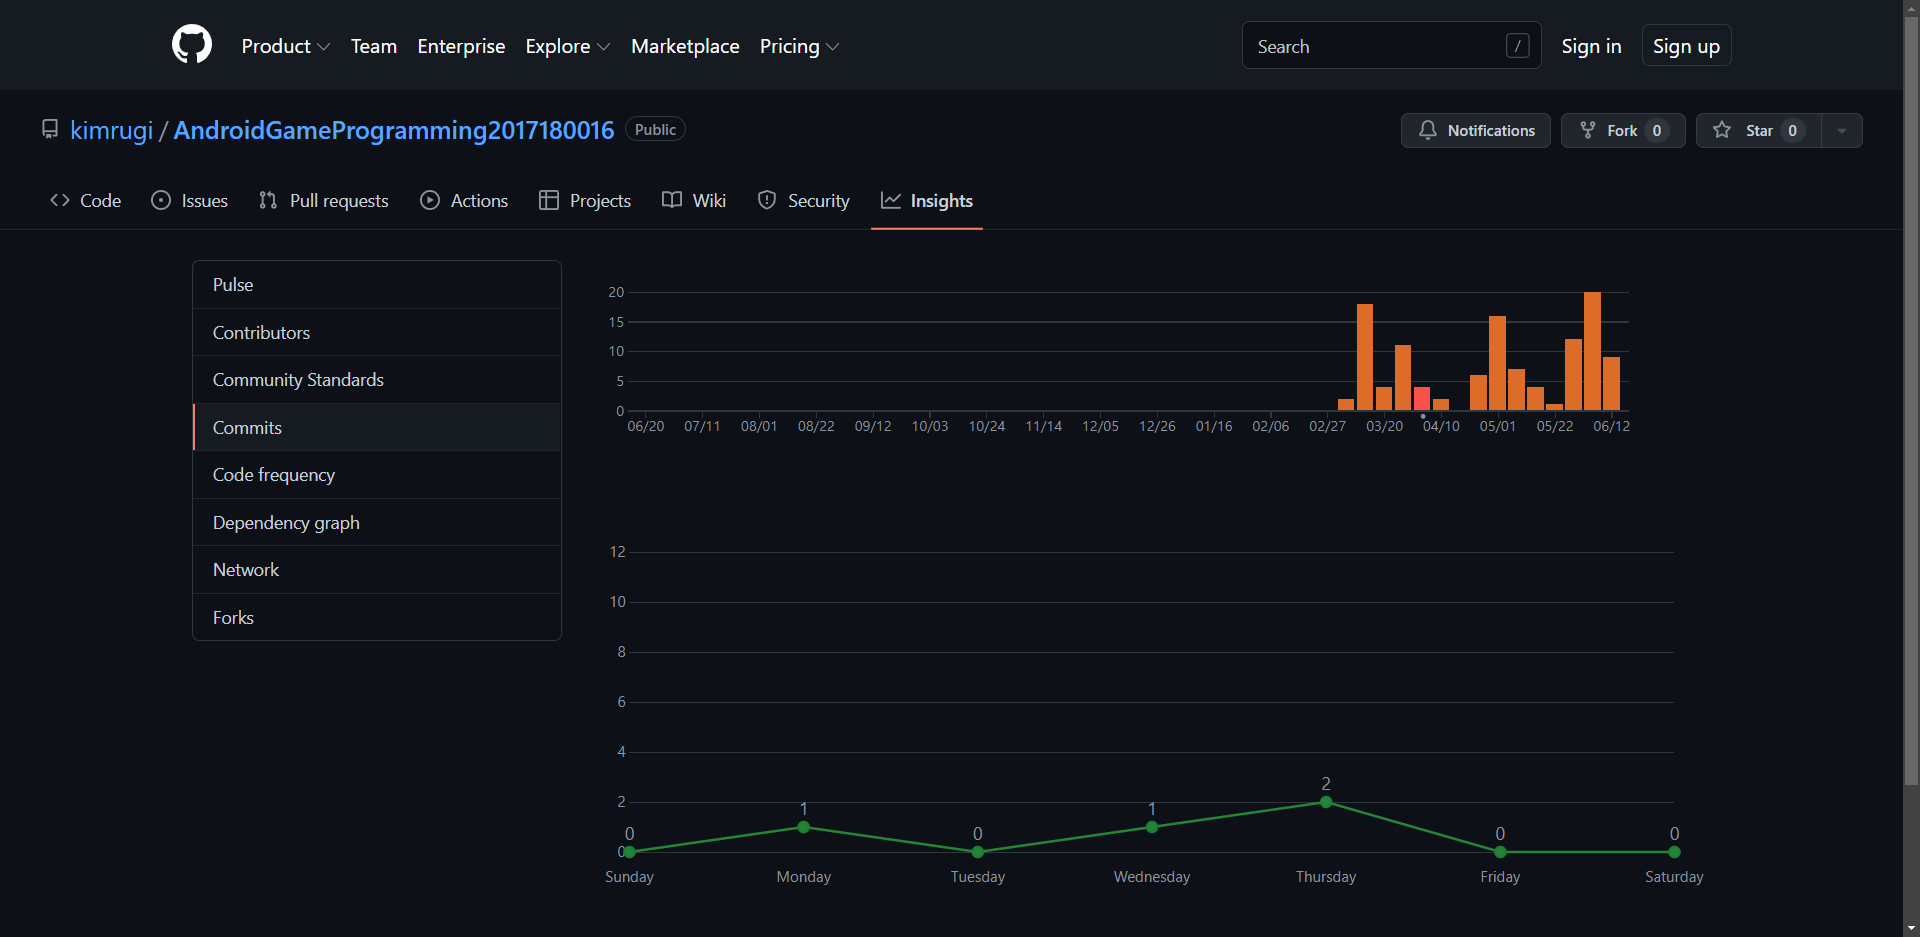 Product Team Enterprise Explore Marketplace Pricing Search / Sign in Sign up
kimrugi / AndroidGameProgramming2017180016 Public Notifications Fork 0 Star 0
Code Issues Pull requests Actions Projects Wiki Security Insights
Pulse
Contributors
Community Standards
Commits
Code frequency
Dependency graph
Network
Forks
20
15
10
5
0
06/20 07/11 08/01 08/22 09/12 10/03 10/24 11/14 12/05 12/26 01/16 02/06 02/27 03/20 04/10 05/01 05/22 06/12
12
10
8
6
4
2
0
0 1 0 1 2 0 0
Sunday Monday Tuesday Wednesday Thursday Friday Saturday